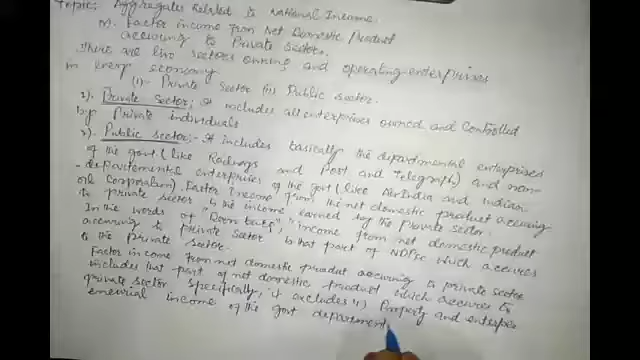 Topic: Aggregates Related to National Income.
Factor income from Net Domestic Product
accruing to Private Sector.
There are two sectors owning and operating enterprises
in every economy
(i) Private Sector (ii) Public Sector.
1). Private Sector: It includes all enterprises owned and controlled
by Private individuals
2). Public sector:- It includes basically the departmental enterprises
of the govt. (like Railways and Post and telegraph) and non
-departmental enterprises of the govt (like AirIndia and Indian
Oil Corporation). Factor Income from the net domestic product accruing
to private sector is the income earned by the Private sector.
In the words of "income from net domestic product
accruing to private sector is that part of NDPFC which accrues
to the private sector.
Factor income from net domestic product accruing to private sector
includes that part of net domestic product which accrues to
private sector. Specifically, it excludes "i) Property and
income of the govt department